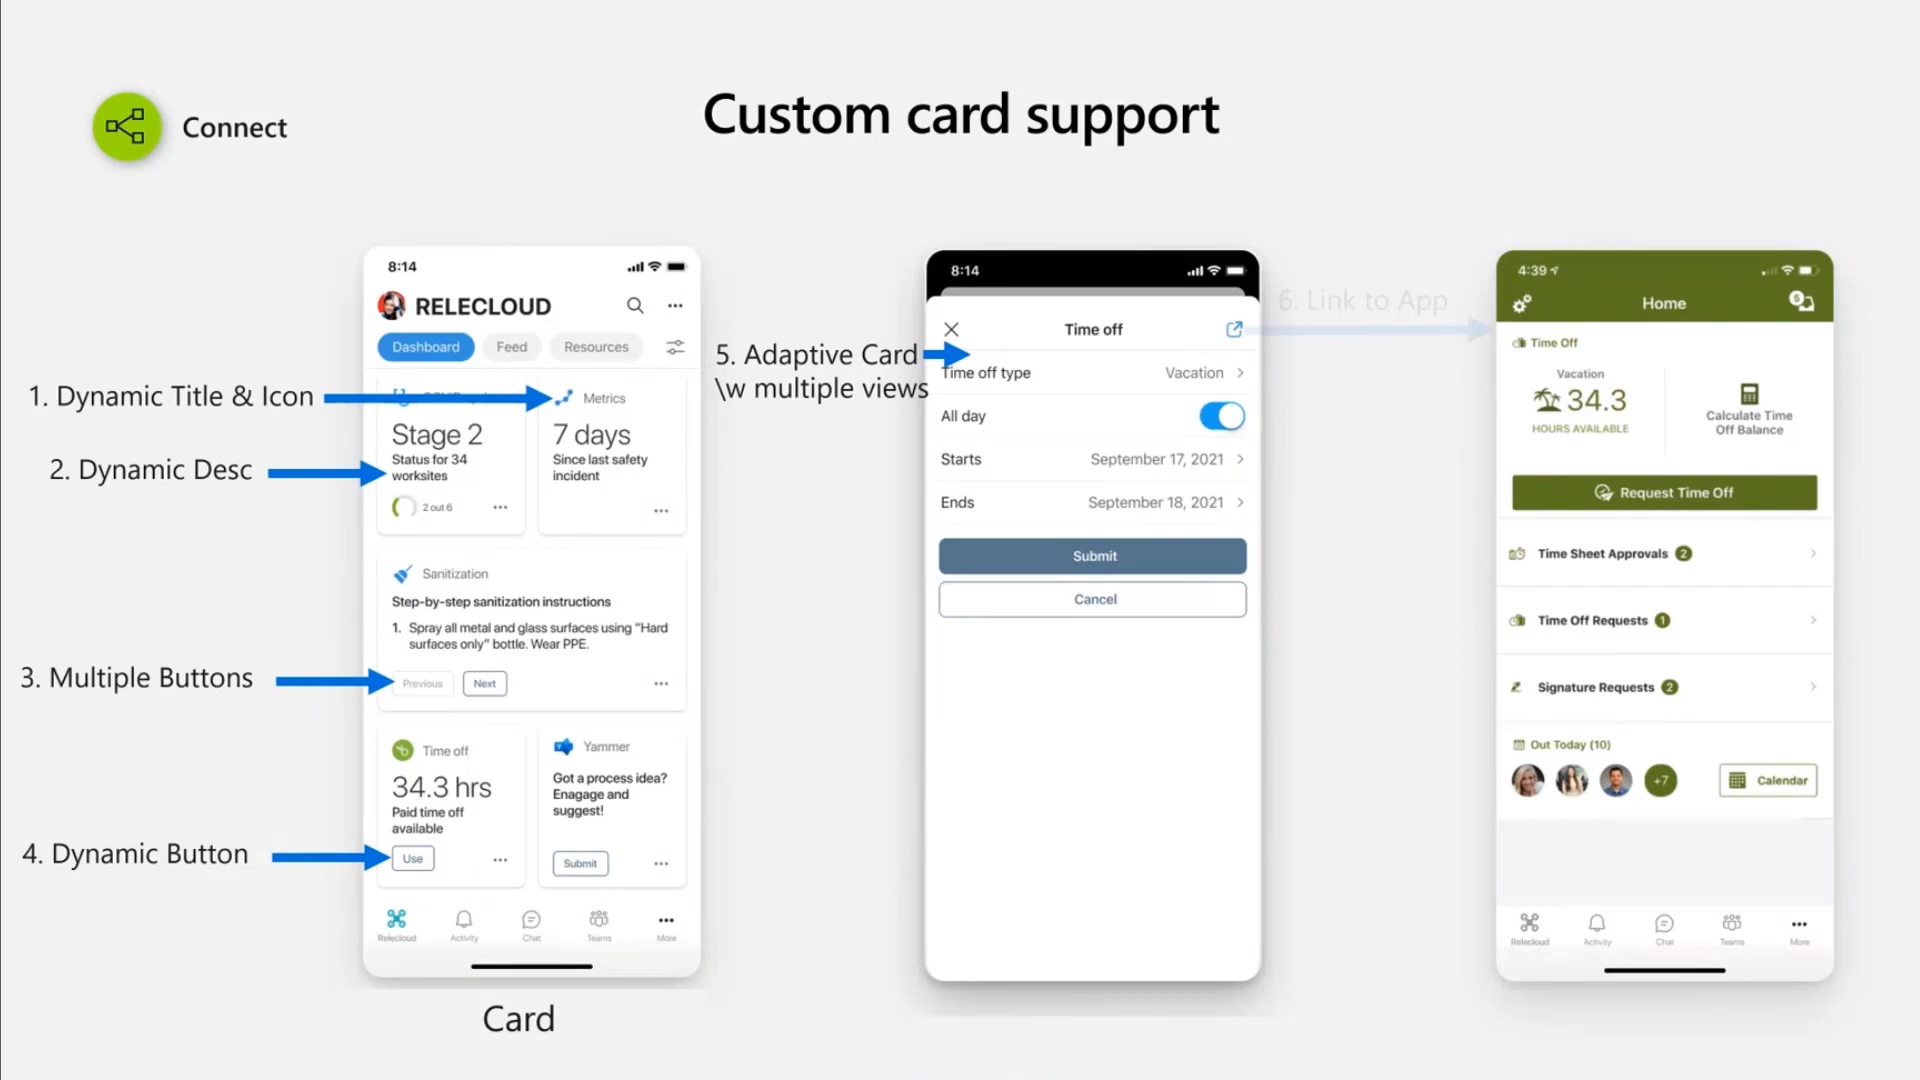 Connect
Custom card support
1. Dynamic Title & Icon
2. Dynamic Desc
3. Multiple Buttons
4. Dynamic Button
8:14
RELECLOUD
Dashboard
Feed
Resources
Metrics
Stage 2
Status for 34
worksites
2 out 6
7 days
Since last safety
incident
Sanitization
Step-by-step sanitization instructions
1. Spray all metal and glass surfaces using "Hard
surfaces only" bottle. Wear PPE.
Previous
Next
Time off
34.3 hrs
Paid time off
available
Use
Yammer
Got a process idea?
Enagage and
suggest!
Submit
Relecloud
Activity
Chat
Teams
More
Card
5. Adaptive Card
\w multiple views
8:14
Time off
Time off type
Vacation
All day
Starts
September 17, 2021
Ends
September 18, 2021
Submit
Cancel
6. Link to App
4:39
Home
5
Time Off
Vacation
34.3
HOURS AVAILABLE
Calculate Time
Off Balance
Request Time Off
Time Sheet Approvals 2
Time Off Requests 1
Signature Requests 2
Out Today (10)
+7
Calendar
Relecloud
Activity
Chat
Teams
More